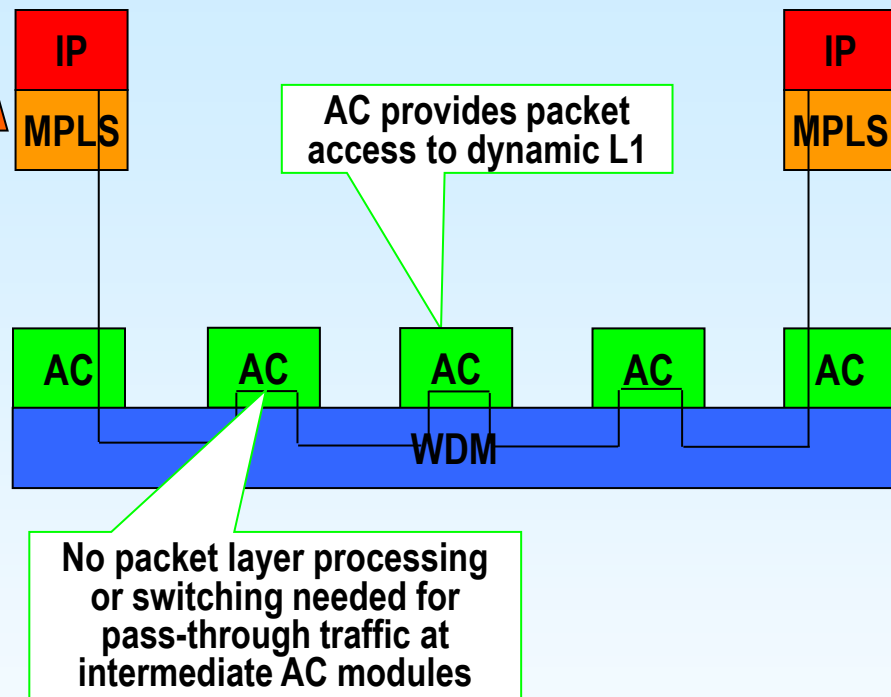 IP
IP
MPLS
MPLS
AC provides packet
access to dynamic L1
AC
AC
AC
AC
AC
WDM
No packet layer processing
or switching needed for
pass-through traffic at
intermediate AC modules